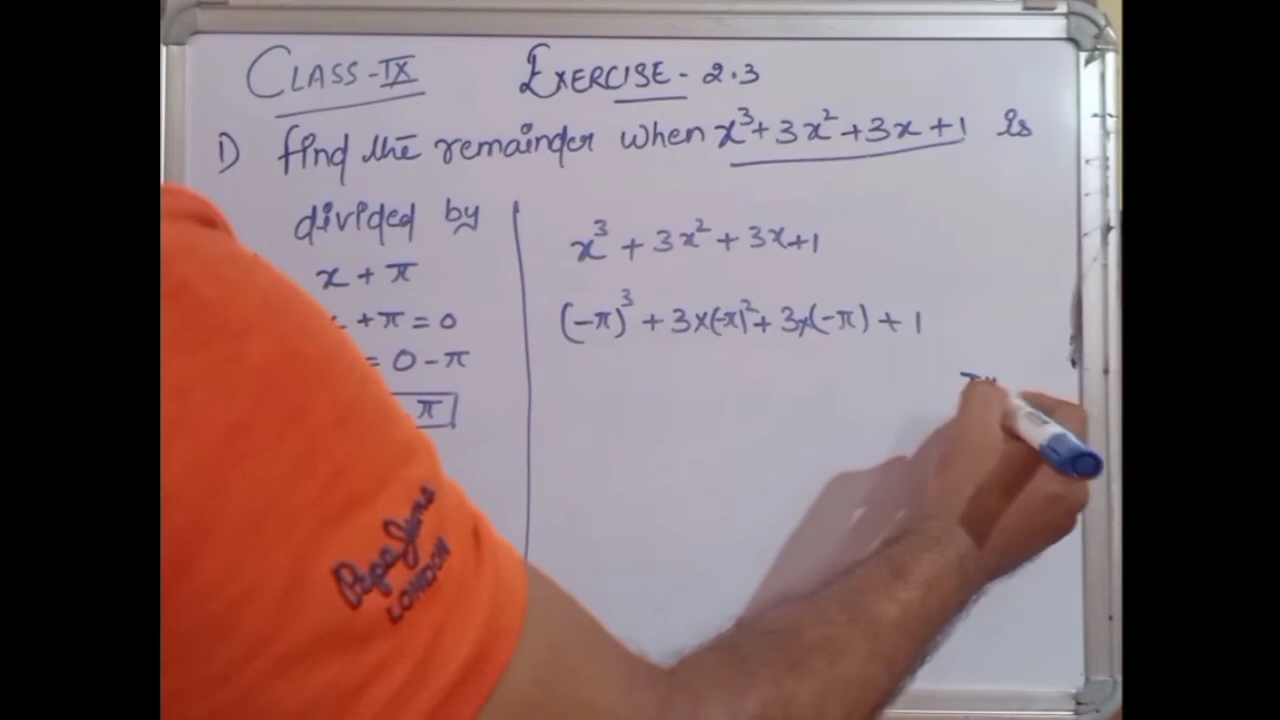 CLASS-IX EXERCISE - 2.3
1) find the remainder when x³+3x²+3x+1 is
divided by
x + π
+π = 0
= 0 - π
π
x³ + 3x² + 3x+1
(-π)³ + 3x(-π)² + 3x(-π) + 1
Pepe Jeans
LONDON